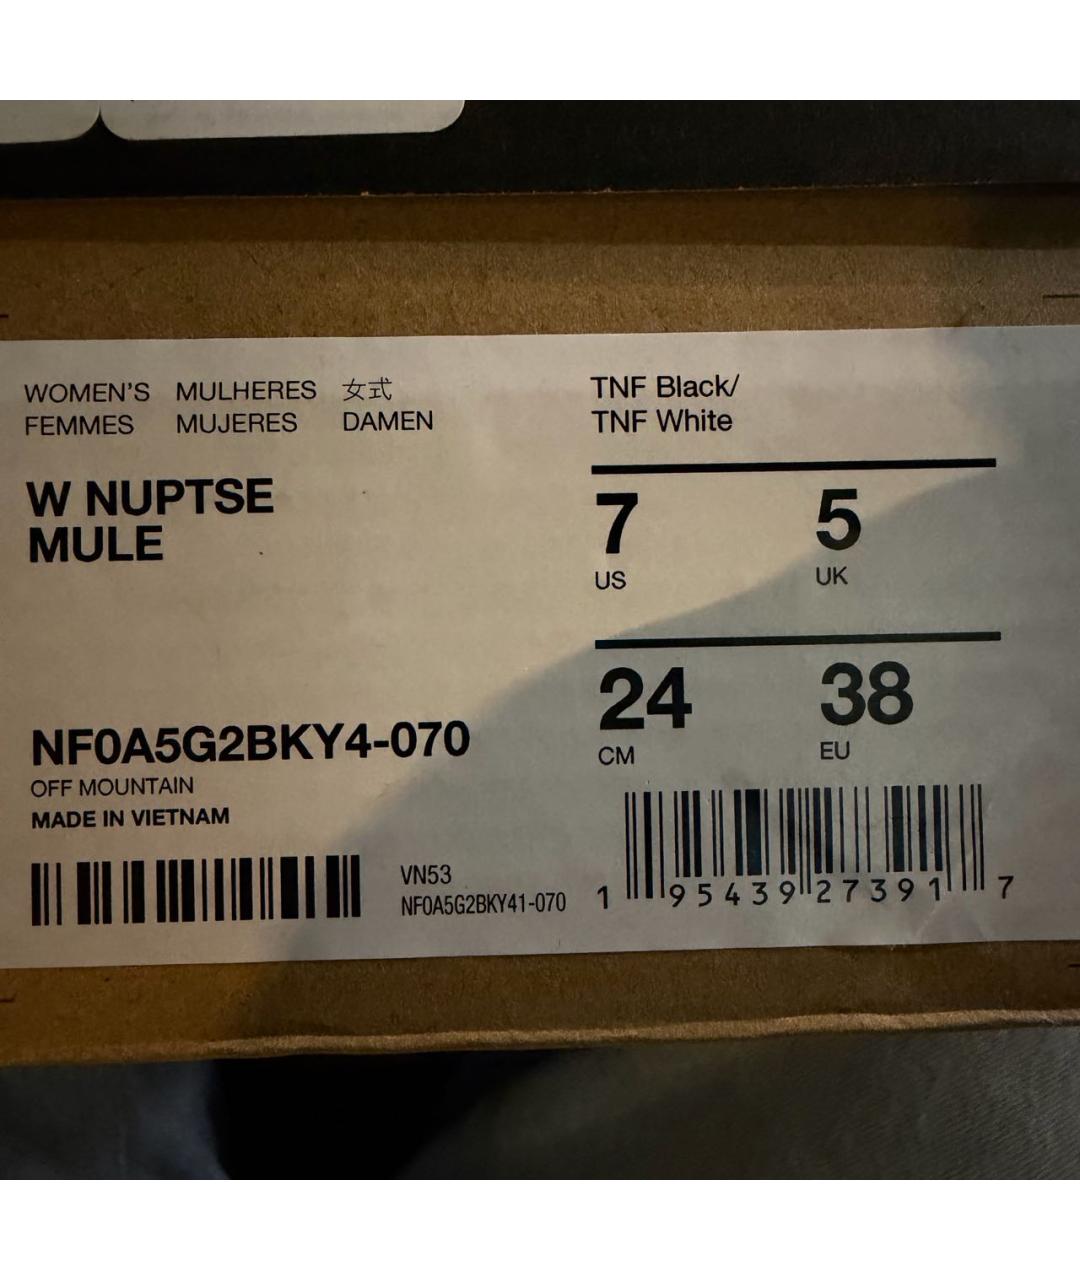 WOMEN'S MULHERES 女式
FEMMES MUJERES DAMEN
W NUPTSE
MULE
NF0A5G2BKY4-070
OFF MOUNTAIN
MADE IN VIETNAM
VN53
NF0A5G2BKY41-070
TNF Black/
TNF White
7 5
US UK
24 38
CM EU
1 95439 27391 7